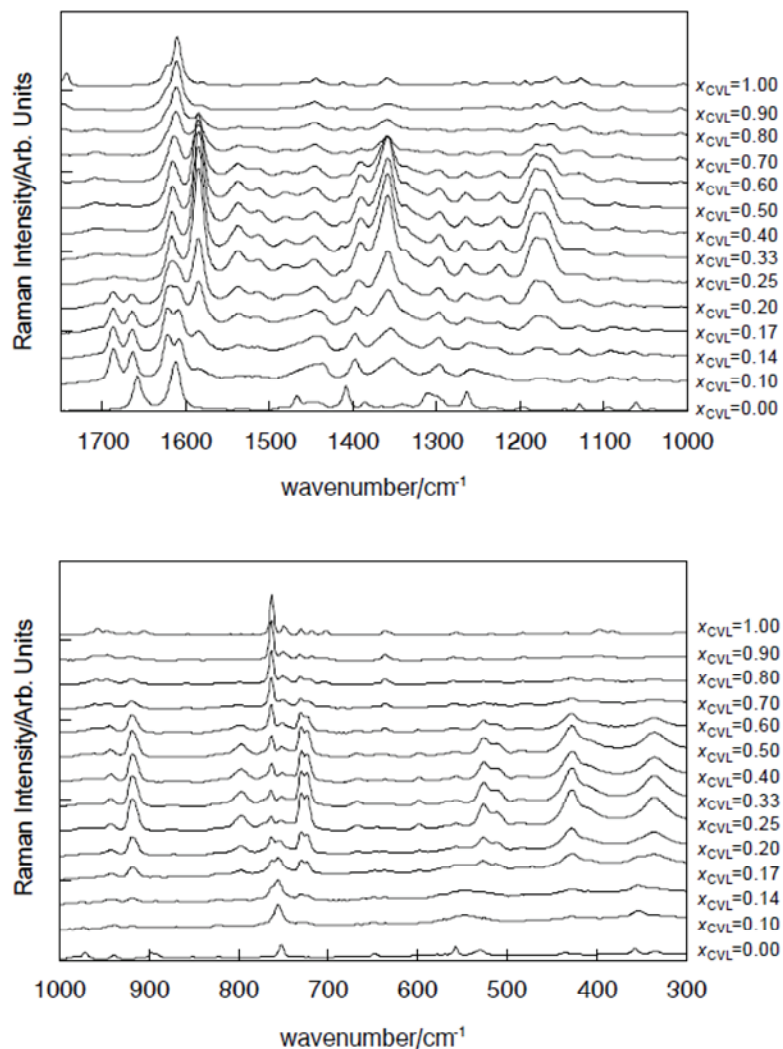 Raman Intensity/Arb. Units
xCVL=1.00
xCVL=0.90
xCVL=0.80
xCVL=0.70
xCVL=0.60
xCVL=0.50
xCVL=0.40
xCVL=0.33
xCVL=0.25
xCVL=0.20
xCVL=0.17
xCVL=0.14
xCVL=0.10
xCVL=0.00
1700 1600 1500 1400 1300 1200 1100 1000
wavenumber/cm⁻¹
Raman Intensity/Arb. Units
xCVL=1.00
xCVL=0.90
xCVL=0.80
xCVL=0.70
xCVL=0.60
xCVL=0.50
xCVL=0.40
xCVL=0.33
xCVL=0.25
xCVL=0.20
xCVL=0.17
xCVL=0.14
xCVL=0.10
xCVL=0.00
1000 900 800 700 600 500 400 300
wavenumber/cm⁻¹